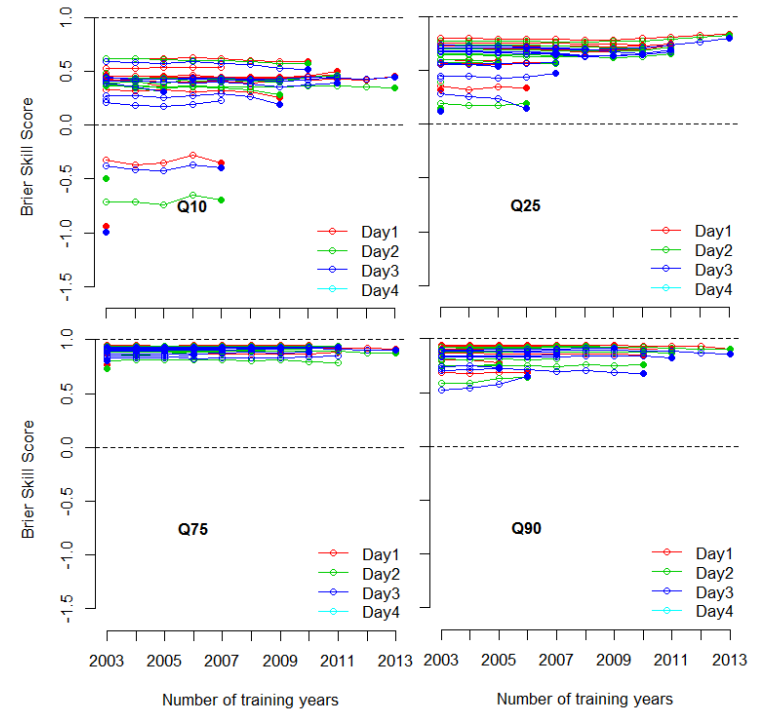 1.0
0.5
0.0
-0.5
-1.0
-1.5
Brier Skill Score
Q10
Day1
Day2
Day3
Day4
Q25
Day1
Day2
Day3
Day4
1.0
0.5
0.0
-0.5
-1.0
-1.5
Brier Skill Score
Q75
Day1
Day2
Day3
Day4
2003 2005 2007 2009 2011 2013
Number of training years
Q90
Day1
Day2
Day3
Day4
2003 2005 2007 2009 2011 2013
Number of training years